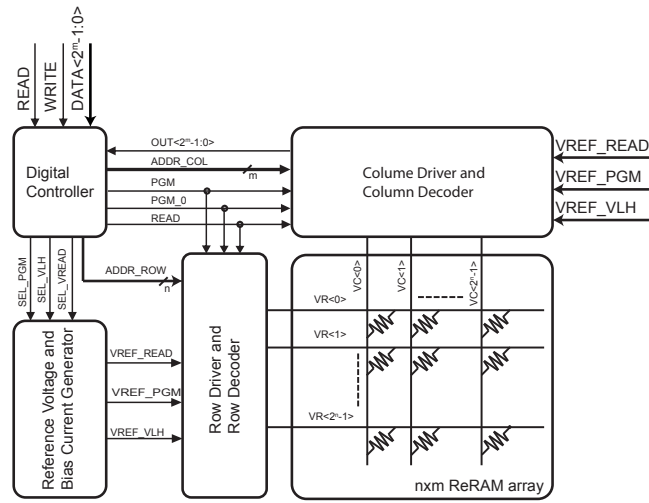 READ
WRITE
DATA<2ᵐ-1:0>
Digital
Controller
OUT<2ᵐ-1:0>
ADDR_COL
m
PGM
PGM_0
READ
Colume Driver and
Column Decoder
VREF_READ
VREF_PGM
VREF_VLH
SEL_PGM
SEL_VLH
SEL_VREAD
ADDR_ROW
n
Reference Voltage and
Bias Current Generator
VREF_READ
VREF_PGM
VREF_VLH
Row Driver and
Row Decoder
VC<0>
VC<1>
VC<2ⁿ-1>
VR<0>
VR<1>
VR<2ⁿ-1>
nxm ReRAM array